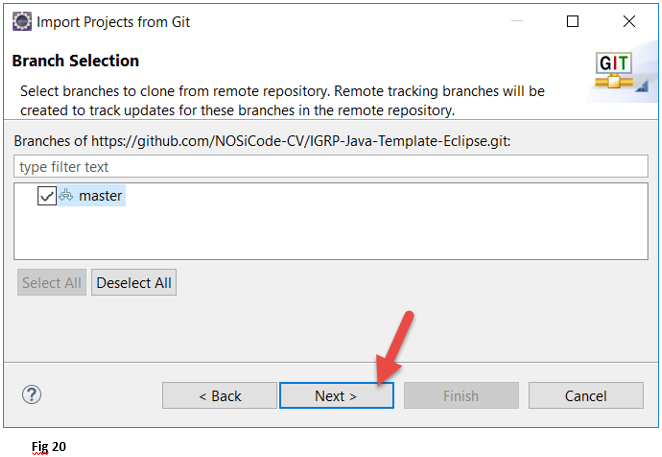 Import Projects from Git
Branch Selection
GIT
Select branches to clone from remote repository. Remote tracking branches will be
created to track updates for these branches in the remote repository.
Branches of https://github.com/NOSiCode-CV/IGRP-Java-Template-Eclipse.git:
type filter text
master
Select All
Deselect All
?
< Back
Next >
Finish
Cancel
Fig 20